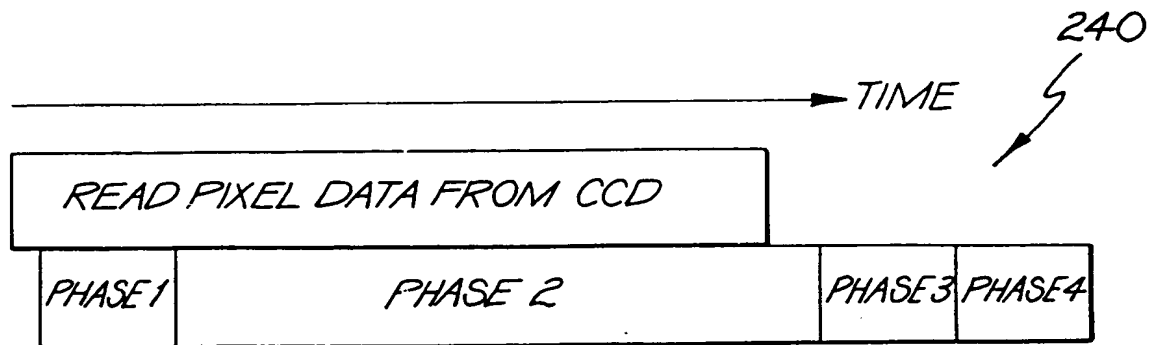 240
TIME
READ PIXEL DATA FROM CCD
PHASE 1 PHASE 2 PHASE 3 PHASE 4